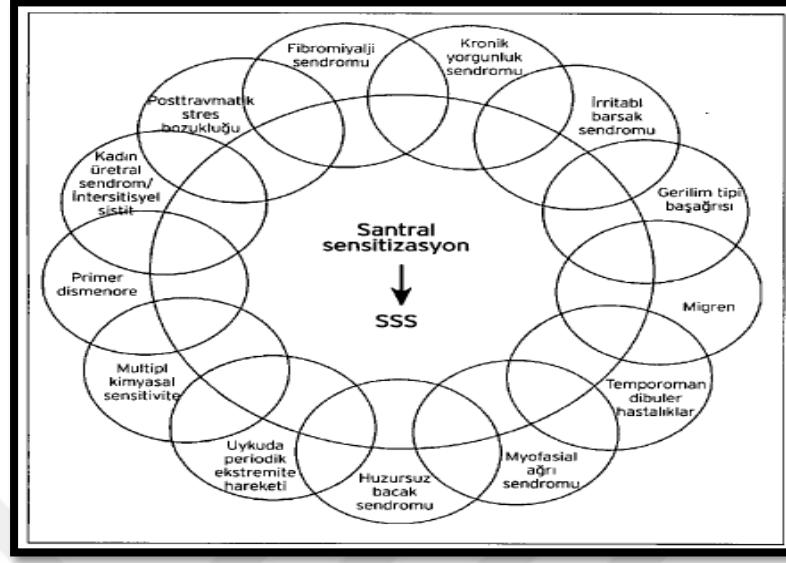 Fibromiyalji
sendromu
Kronik
yorgunluk
sendromu
İrritabl
barsak
sendromu
Gerilim tipi
başağrısı
Migren
Temporoman
dibuler
hastalıklar
Myofasial
ağrı
sendromu
Huzursuz
bacak
sendromu
Uykuda
periodik
ekstremite
hareketi
Multipl
kimyasal
sensitivite
Primer
dismenore
Kadın
üretral
sendrom/
İntersitisyel
sistit
Posttravmatik
stres
bozukluğu
Santral
sensitizasyon
SSS